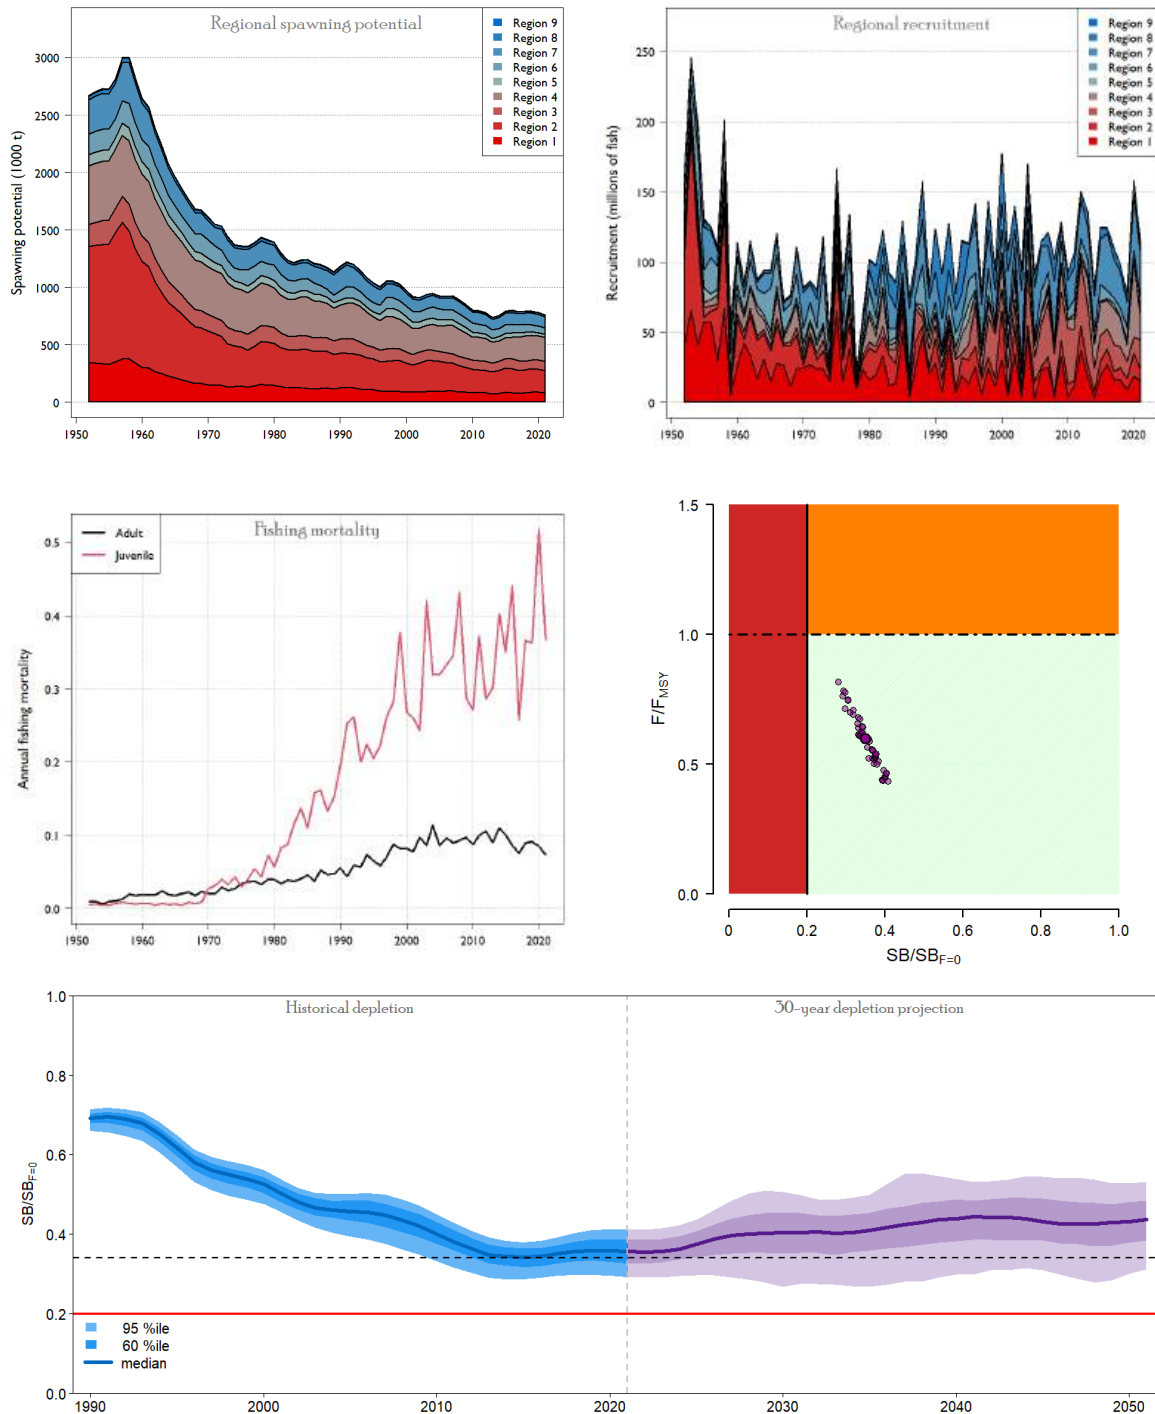 Regional spawning potential
Spawning potential (1000 t)
3000
2500
2000
1500
1000
500
0
1950 1960 1970 1980 1990 2000 2010 2020
Region 9
Region 8
Region 7
Region 6
Region 5
Region 4
Region 3
Region 2
Region 1
Regional recruitment
Recruitment (millions of fish)
250
200
150
100
50
0
1950 1960 1970 1980 1990 2000 2010 2020
Region 9
Region 8
Region 7
Region 6
Region 5
Region 4
Region 3
Region 2
Region 1
Fishing mortality
Adult
Juvenile
Annual fishing mortality
0.5
0.4
0.3
0.2
0.1
0.0
1950 1960 1970 1980 1990 2000 2010 2020
F/FMSY
1.5
1.0
0.5
0.0
0 0.2 0.4 0.6 0.8 1.0
SB/SBF=0
Historical depletion
30-year depletion projection
SB/SBF=0
1.0
0.8
0.6
0.4
0.2
0.0
95 %ile
60 %ile
median
1990 2000 2010 2020 2030 2040 2050